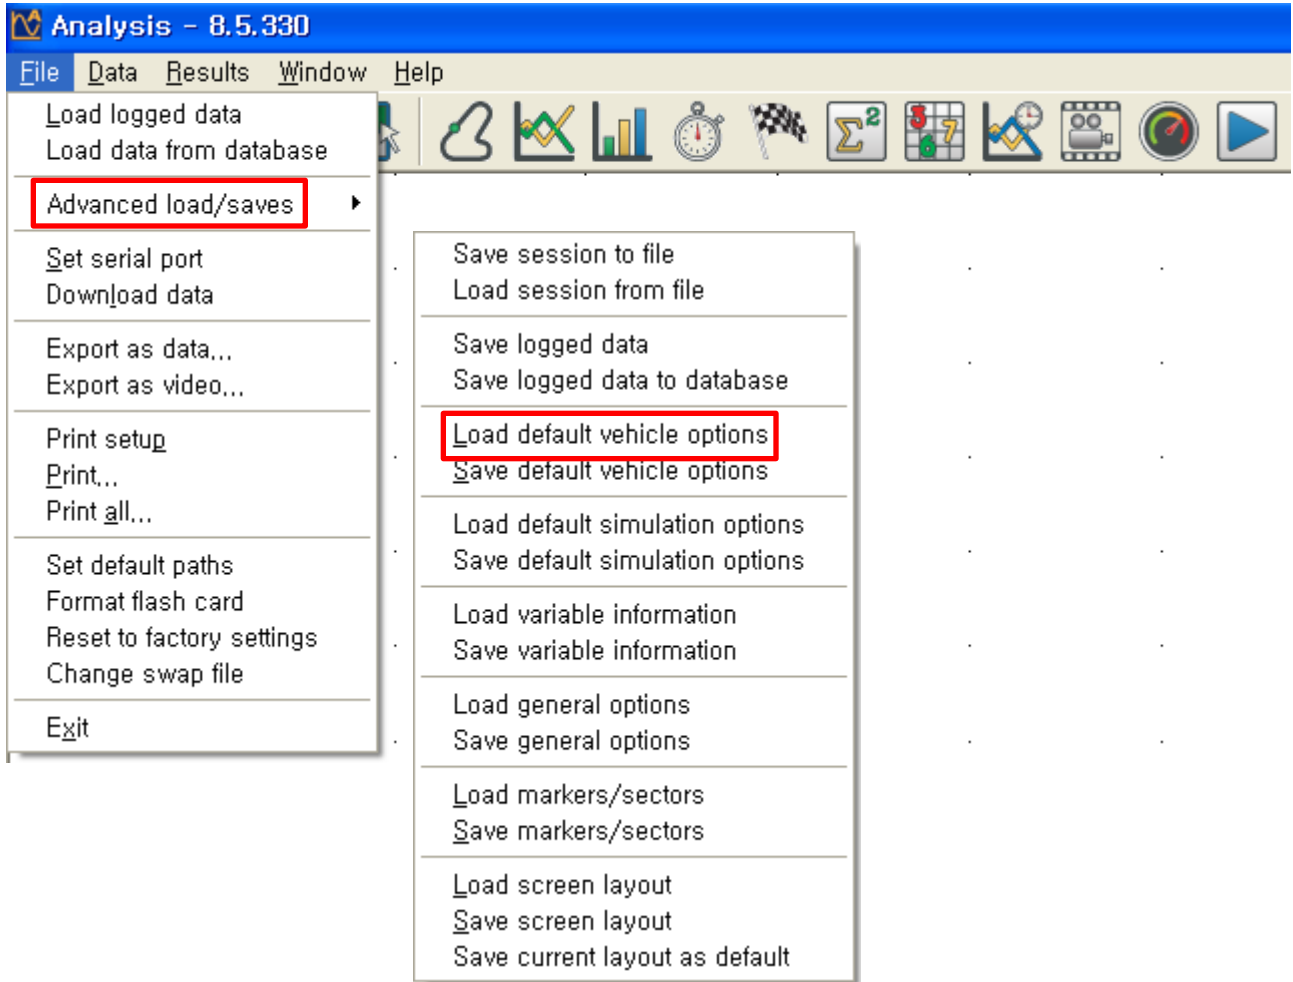 Analysis - 8.5.330
File Data Results Window Help
Load logged data
Load data from database
Advanced load/saves
Set serial port
Download data
Export as data...
Export as video...
Print setup
Print...
Print all...
Set default paths
Format flash card
Reset to factory settings
Change swap file
Exit
Σ2
3
7
6
Save session to file
Load session from file
Save logged data
Save logged data to database
Load default vehicle options
Save default vehicle options
Load default simulation options
Save default simulation options
Load variable information
Save variable information
Load general options
Save general options
Load markers/sectors
Save markers/sectors
Load screen layout
Save screen layout
Save current layout as default